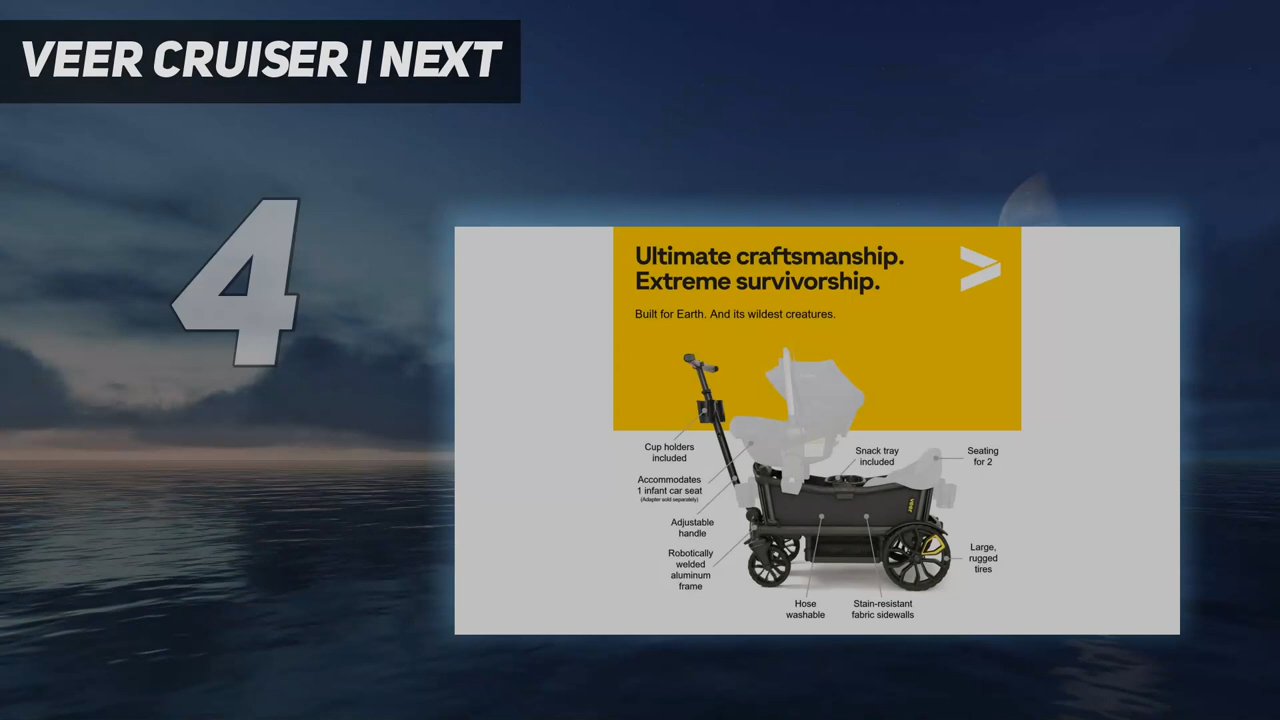 VEER CRUISER | NEXT
4
Ultimate craftsmanship.
Extreme survivorship.
Built for Earth. And its wildest creatures.
Cup holders
included
Accommodates
1 infant car seat
(Adapter sold separately)
Adjustable
handle
Robotically
welded
aluminum
frame
Snack tray
included
Seating
for 2
veer
Large,
rugged
tires
Hose
washable
Stain-resistant
fabric sidewalls